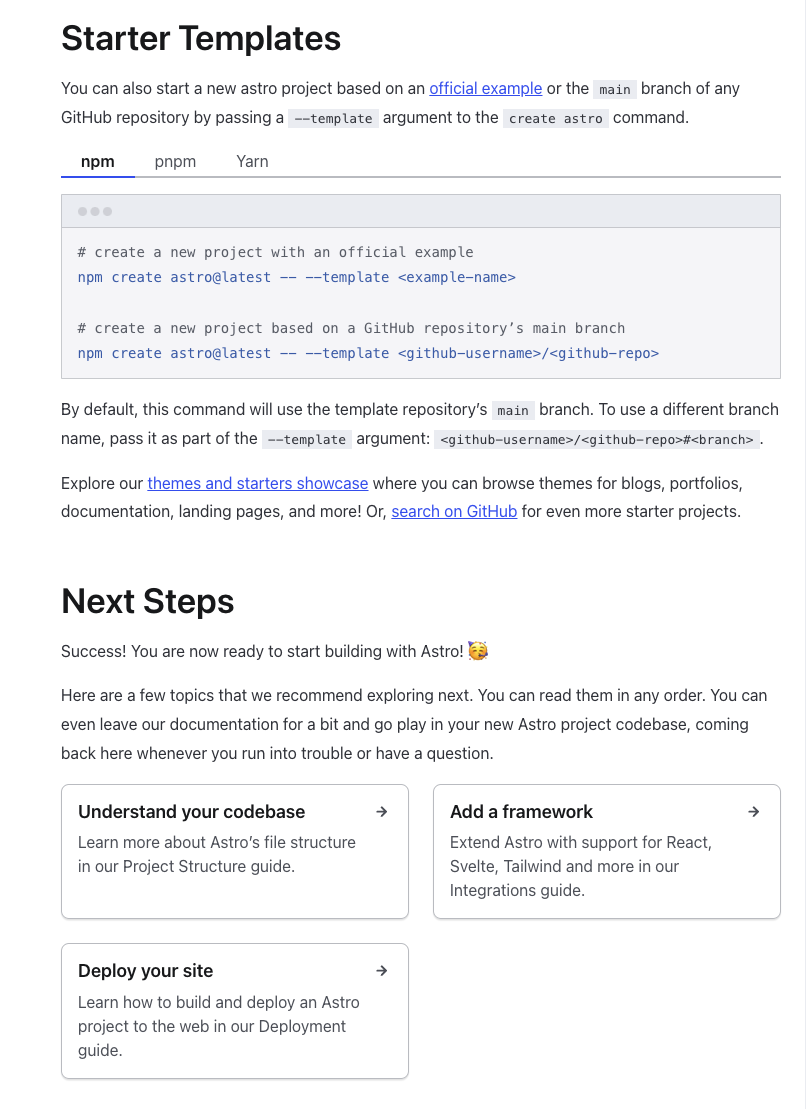 Starter Templates
You can also start a new astro project based on an official example or the main branch of any
GitHub repository by passing a --template argument to the create astro command.
npm pnpm Yarn
# create a new project with an official example
npm create astro@latest -- --template <example-name>
# create a new project based on a GitHub repository’s main branch
npm create astro@latest -- --template <github-username>/<github-repo>
By default, this command will use the template repository’s main branch. To use a different branch
name, pass it as part of the --template argument: <github-username>/<github-repo>#<branch>.
Explore our themes and starters showcase where you can browse themes for blogs, portfolios,
documentation, landing pages, and more! Or, search on GitHub for even more starter projects.
Next Steps
Success! You are now ready to start building with Astro! 🥳
Here are a few topics that we recommend exploring next. You can read them in any order. You can
even leave our documentation for a bit and go play in your new Astro project codebase, coming
back here whenever you run into trouble or have a question.
Understand your codebase →
Learn more about Astro’s file structure
in our Project Structure guide.
Add a framework →
Extend Astro with support for React,
Svelte, Tailwind and more in our
Integrations guide.
Deploy your site →
Learn how to build and deploy an Astro
project to the web in our Deployment
guide.